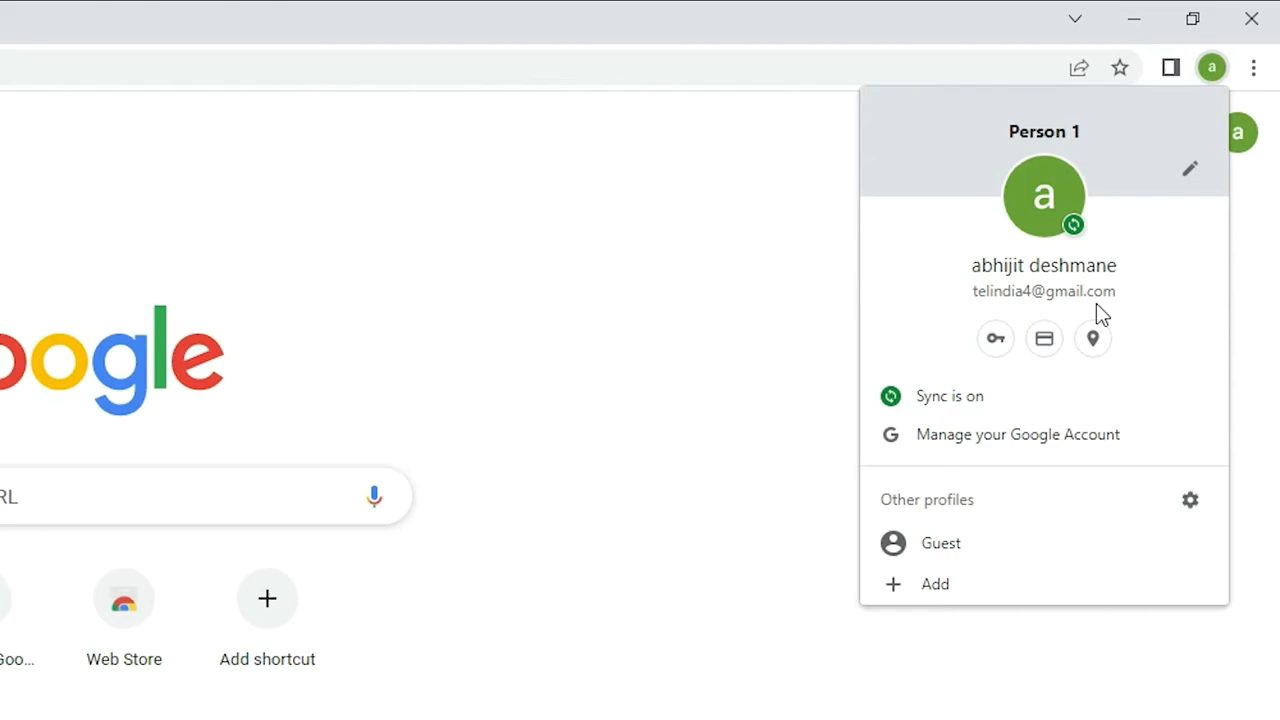 a
Person 1
a
a
abhijit deshmane
telindia4@gmail.com
oogle
Sync is on
G Manage your Google Account
RL
Other profiles
Guest
+ Add
+
Goo...
Web Store
Add shortcut